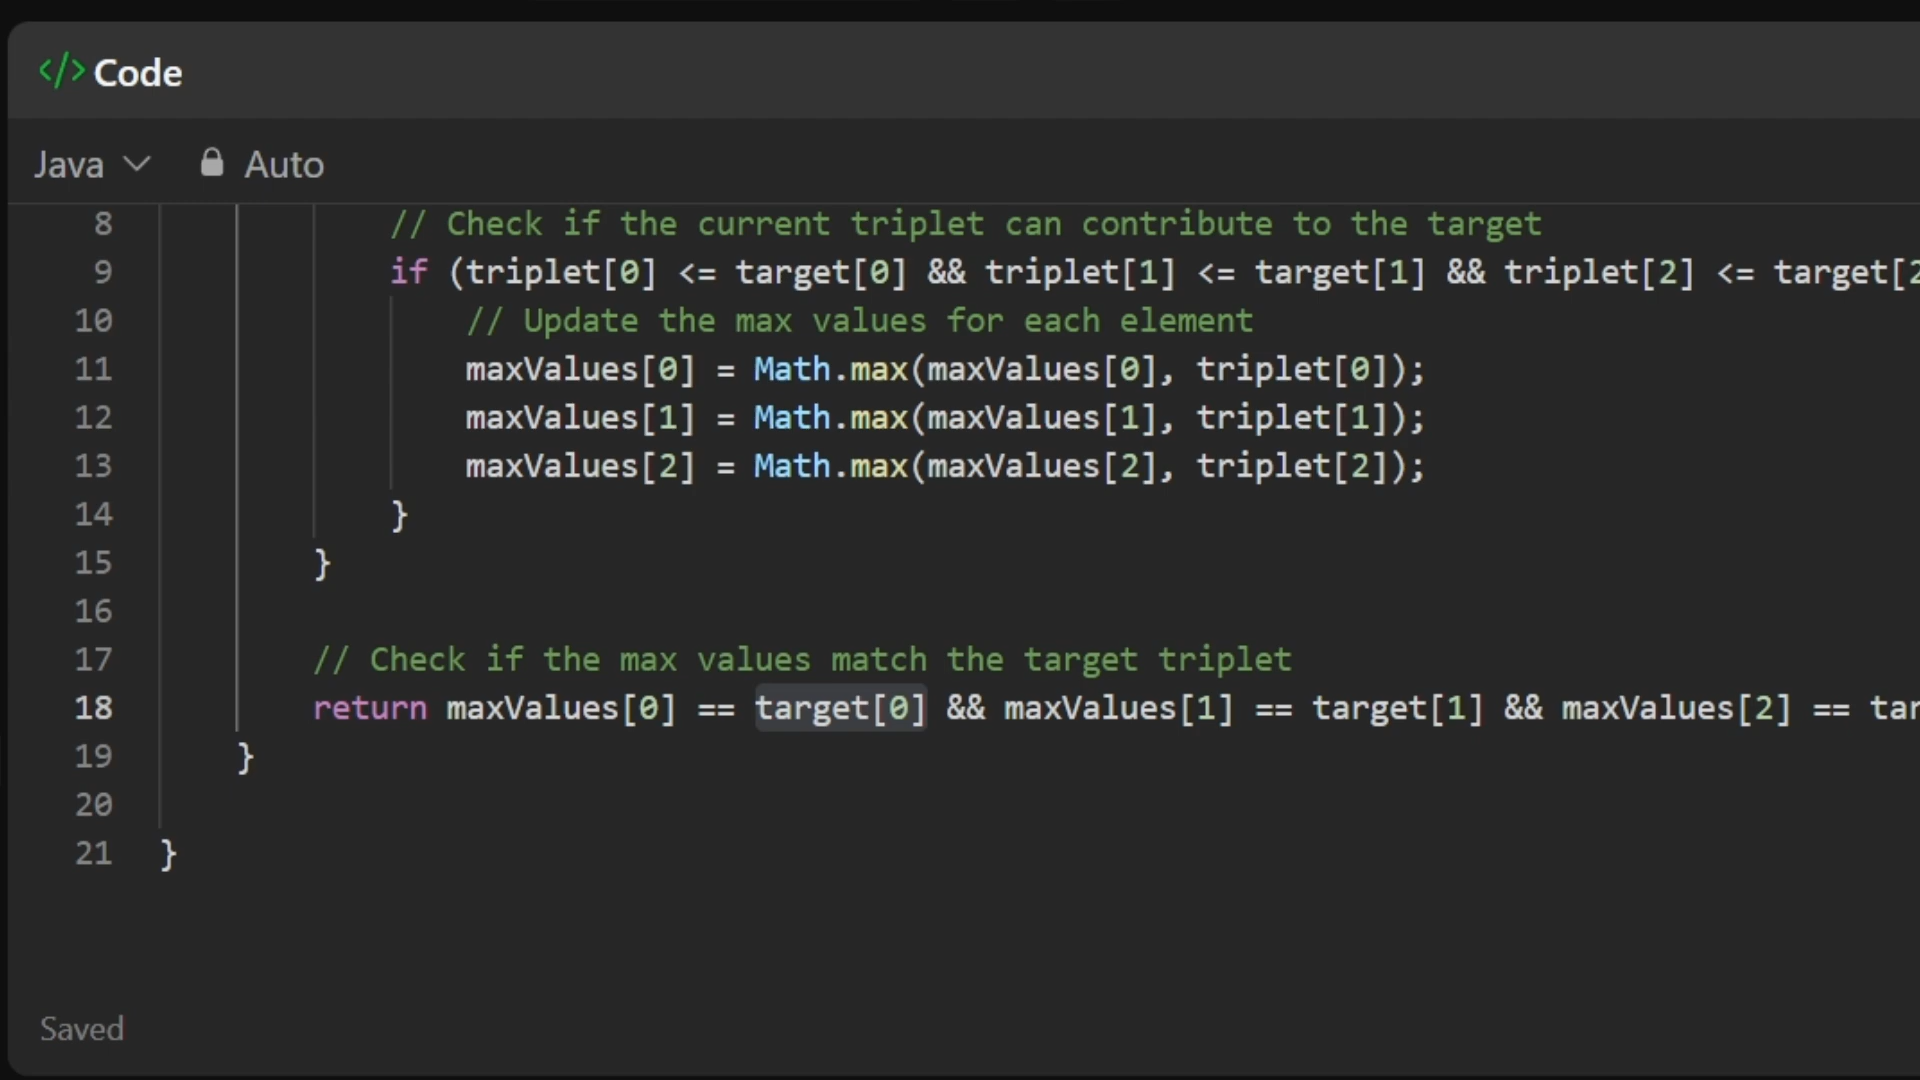 </> Code
Java Auto
8 // Check if the current triplet can contribute to the target
9 if (triplet[0] <= target[0] && triplet[1] <= target[1] && triplet[2] <= target[2
10 // Update the max values for each element
11 maxValues[0] = Math.max(maxValues[0], triplet[0]);
12 maxValues[1] = Math.max(maxValues[1], triplet[1]);
13 maxValues[2] = Math.max(maxValues[2], triplet[2]);
14 }
15 }
16
17 // Check if the max values match the target triplet
18 return maxValues[0] == target[0] && maxValues[1] == target[1] && maxValues[2] == tar
19 }
20
21 }
Saved